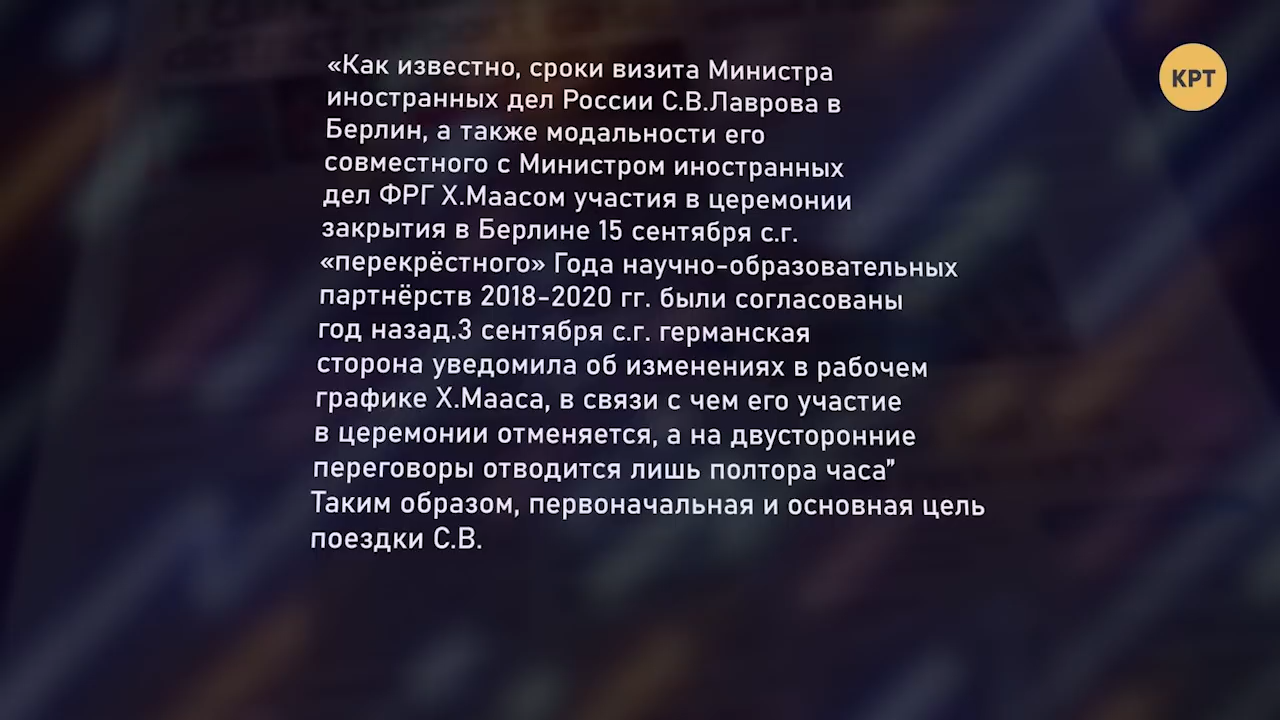 «Как известно, сроки визита Министра
иностранных дел России С.В.Лаврова в
Берлин, а также модальности его
совместного с Министром иностранных
дел ФРГ Х.Маасом участия в церемонии
закрытия в Берлине 15 сентября с.г.
«перекрёстного» Года научно-образовательных
партнёрств 2018-2020 гг. были согласованы
год назад.3 сентября с.г. германская
сторона уведомила об изменениях в рабочем
графике Х.Мааса, в связи с чем его участие
в церемонии отменяется, а на двусторонние
переговоры отводится лишь полтора часа”
Таким образом, первоначальная и основная цель
поездки С.В.
КРТ